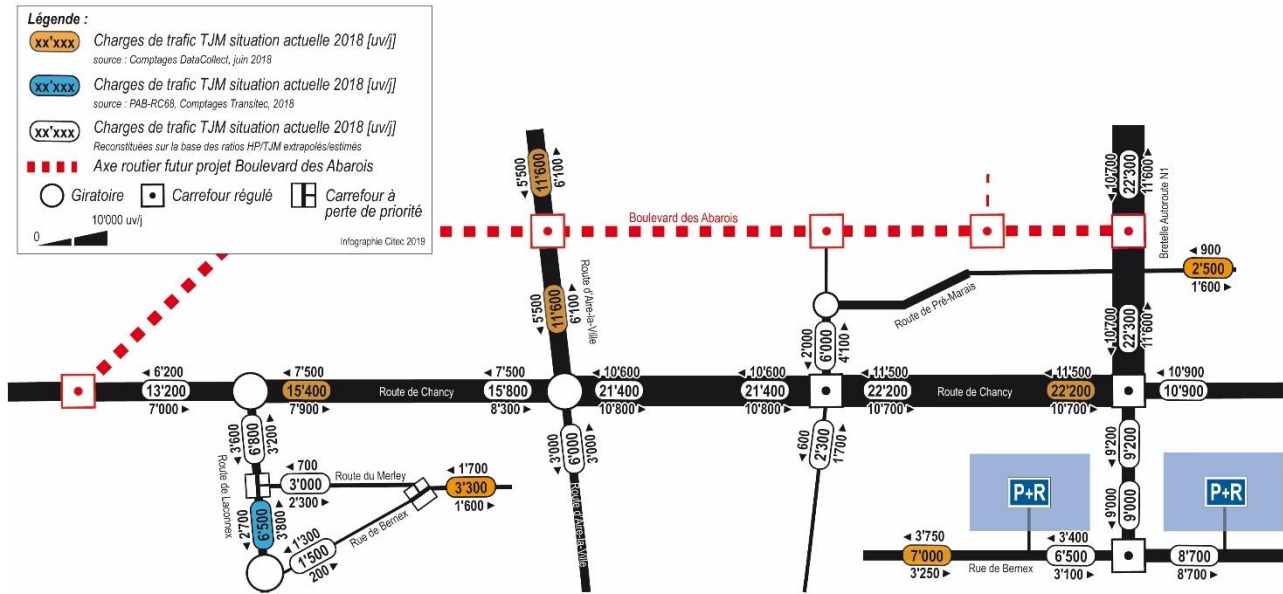 Légende :
xx'xxx Charges de trafic TJM situation actuelle 2018 [uv/j]
source : Comptages DataCollect, juin 2018
xx'xxx Charges de trafic TJM situation actuelle 2018 [uv/j]
source : PAB-RC68, Comptages Transitec, 2018
xx'xxx Charges de trafic TJM situation actuelle 2018 [uv/j]
Reconstituées sur la base des ratios HP/TJM extrapolés/estimés
Axe routier futur projet Boulevard des Abarois
Giratoire
Carrefour régulé
Carrefour à
perte de priorité
10'000 uv/j
0
Infographie Citec 2019
◄ 5'500
11'600
6'100 ►
Boulevard des Abarois
◄ 10'700
22'300
11'600 ►
Bretelle Autoroute N1
◄ 900
2'500
1'600 ►
Route d'Aire-la-Ville
◄ 5'500
11'600
6'100 ►
Route de Pré-Marais
◄ 2'000
6'000
4'100 ►
◄ 10'700
22'300
11'600 ►
◄ 6'200
13'200
7'000 ►
◄ 7'500
15'400
7'900 ►
Route de Chancy
◄ 7'500
15'800
8'300 ►
◄ 10'600
21'400
10'800 ►
◄ 10'600
21'400
10'800 ►
◄ 11'500
22'200
10'700 ►
Route de Chancy
◄ 11'500
22'200
10'700 ►
◄ 10'900
10'900
◄ 3'600
6'800
3'200 ►
Route de Laconnex
◄ 700
3'000
2'300 ►
Route du Merley
◄ 1'700
3'300
1'600 ►
◄ 2'700
6'500
3'800 ►
◄ 1'300
1'500
200 ►
Rue de Bernex
◄ 3'000
6'000
3'000 ►
Route d'Aire-la-Ville
◄ 600
2'300
1'700 ►
◄ 9'200
9'200
◄ 9'000
9'000
P+R
P+R
◄ 3'750
7'000
3'250 ►
Rue de Bernex
◄ 3'400
6'500
3'100 ►
8'700
8'700 ►